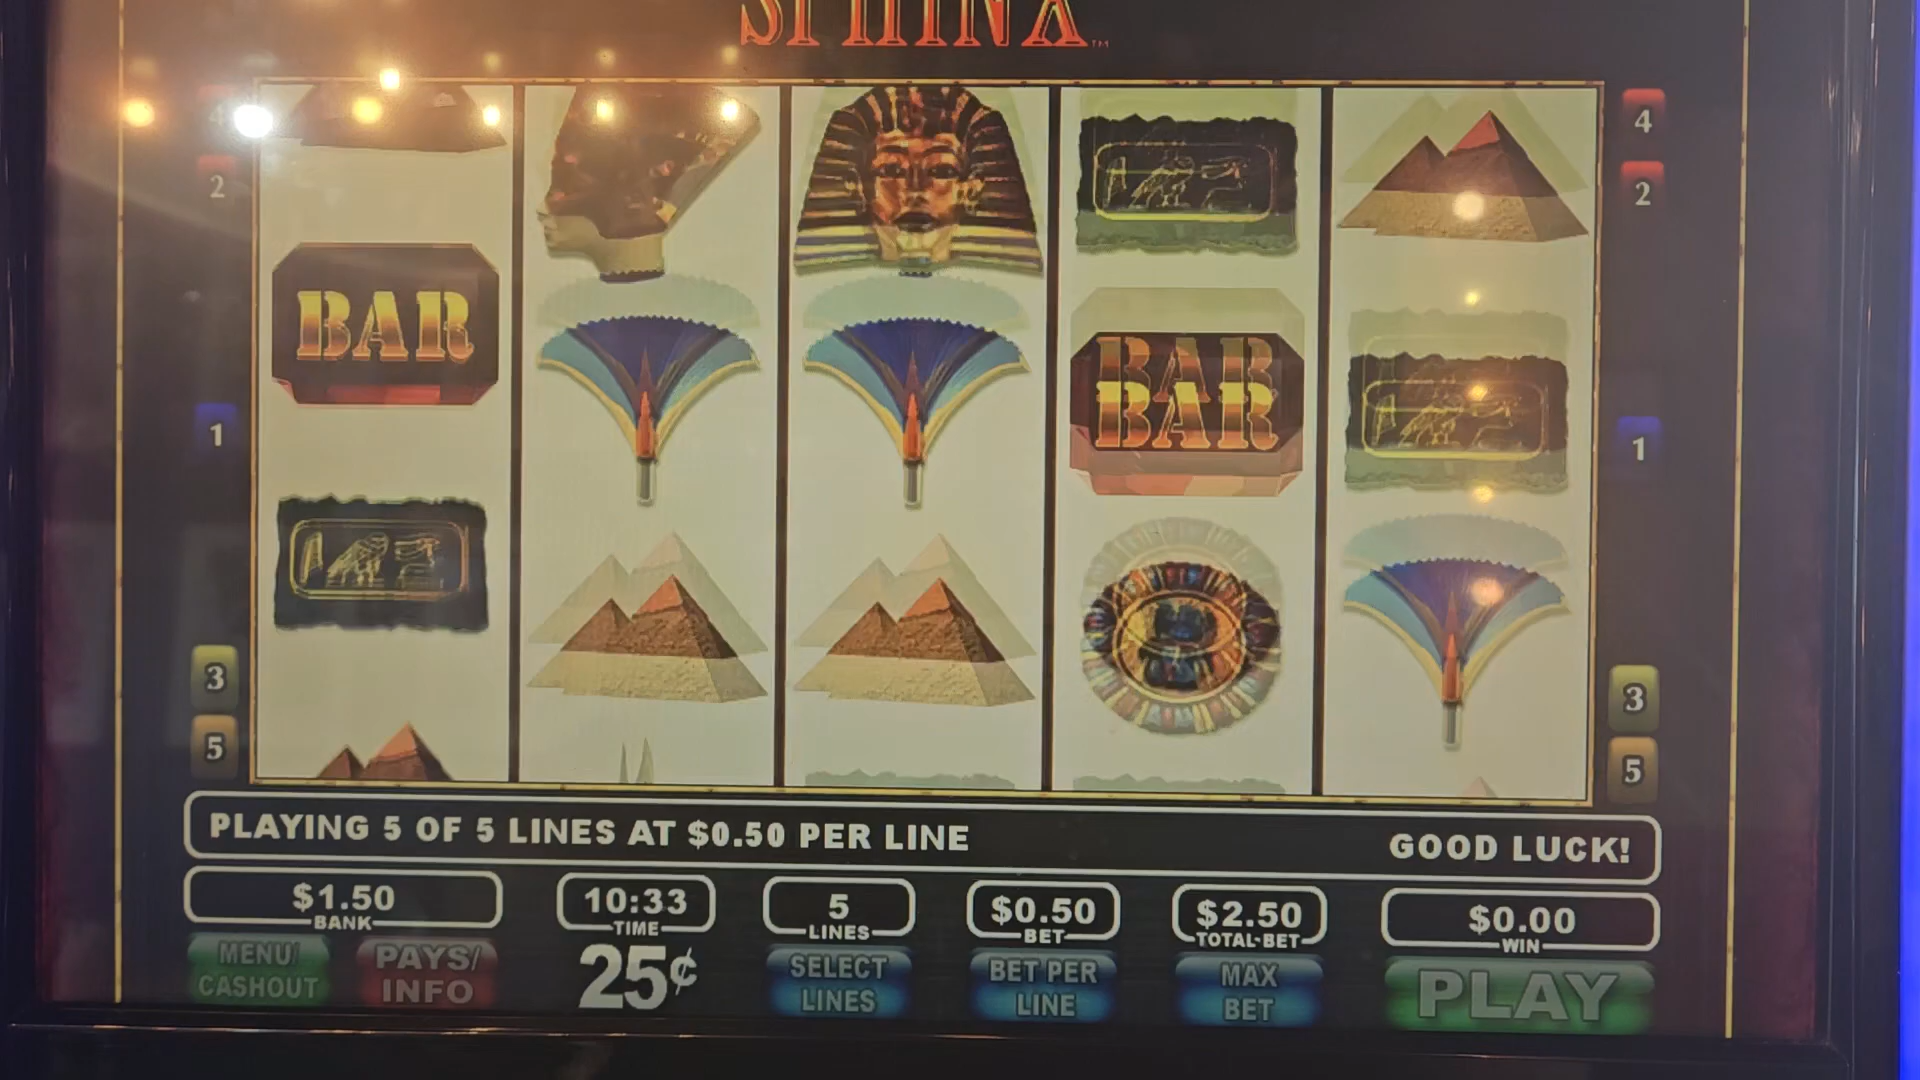 SPHINX™
4
2
4
2
BAR
BAR
BAR
1
1
3
3
5
5
PLAYING 5 OF 5 LINES AT $0.50 PER LINE
GOOD LUCK!
$1.50
BANK
10:33
TIME
5
LINES
$0.50
BET
$2.50
TOTAL-BET
$0.00
WIN
MENU/
CASHOUT
PAYS/
INFO
25¢
SELECT
LINES
BET PER
LINE
MAX
BET
PLAY